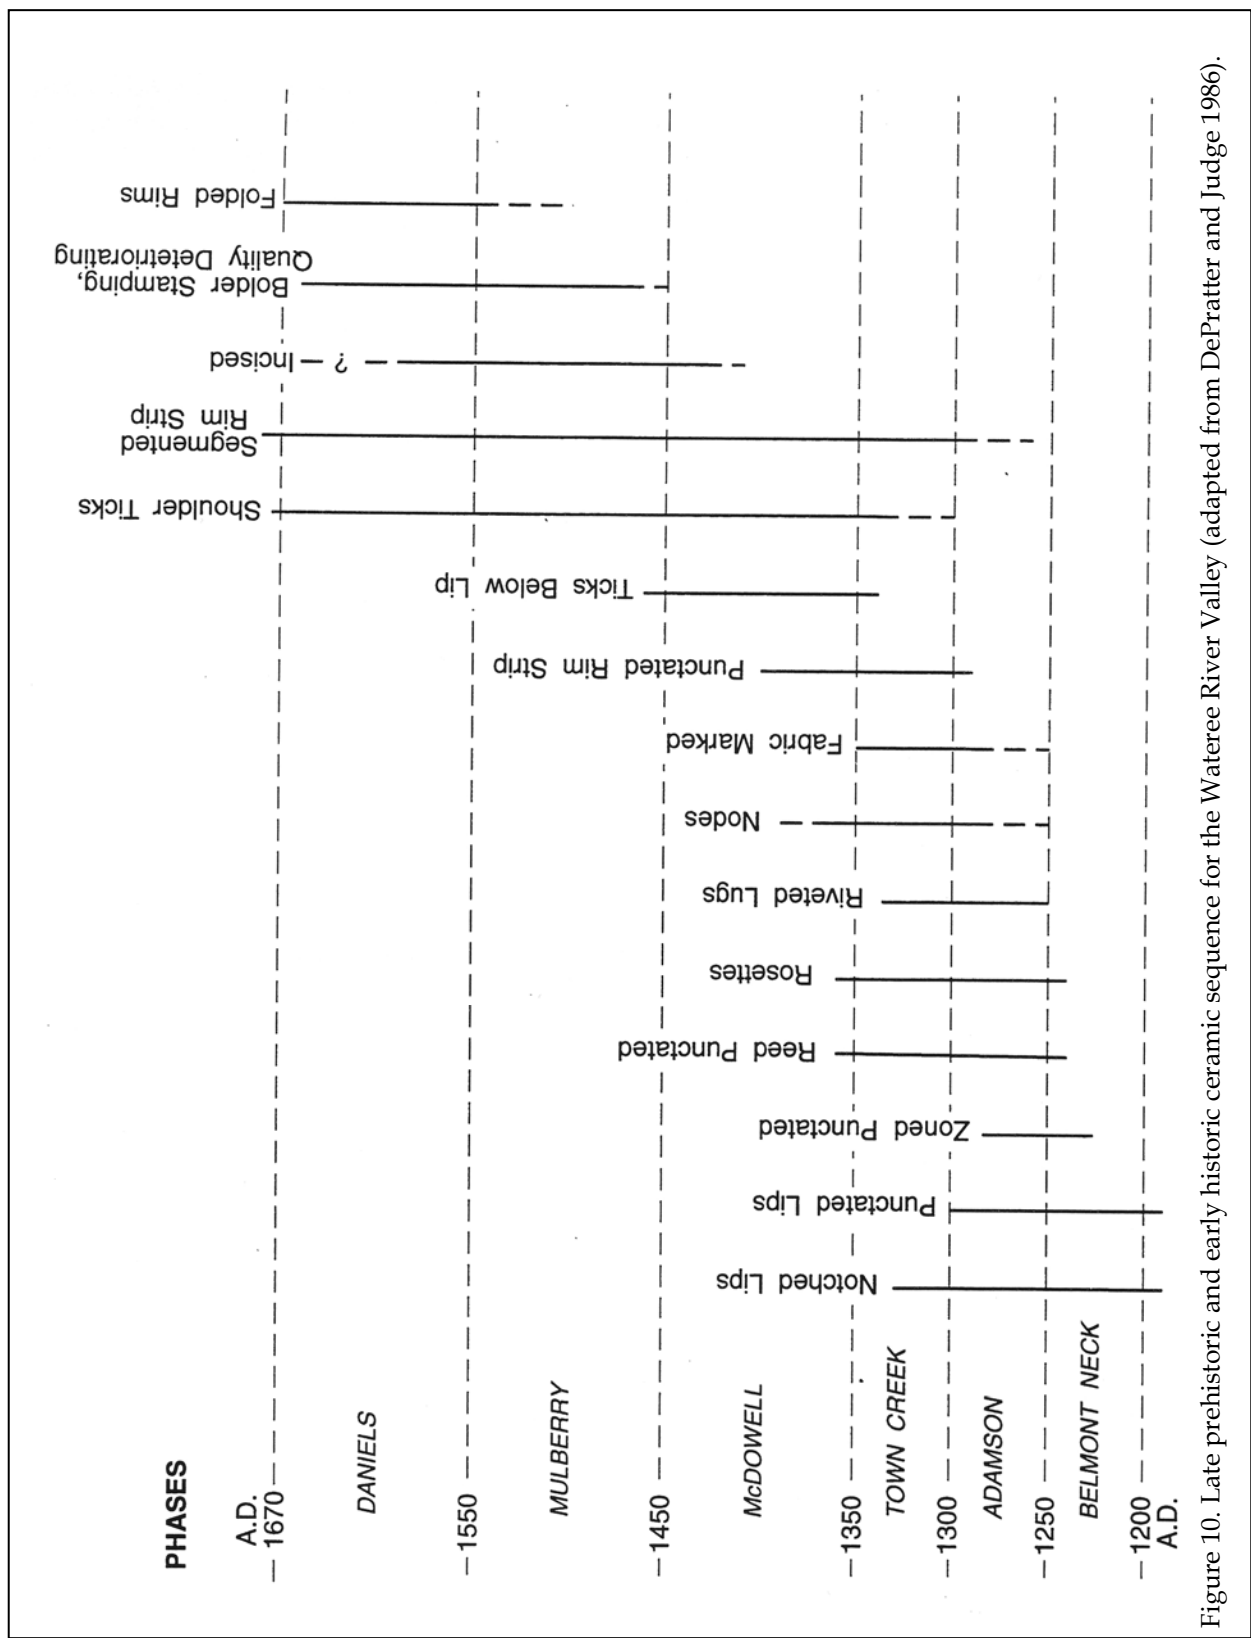 PHASES
A.D.
1670
DANIELS
1550
MULBERRY
1450
McDOWELL
1350
TOWN CREEK
1300
ADAMSON
1250
BELMONT NECK
1200
A.D.
Notched Lips
Punctated Lips
Zoned Punctated
Reed Punctated
Rosettes
Riveted Lugs
Nodes
Fabric Marked
Punctated Rim Strip
Ticks Below Lip
Shoulder Ticks
Segmented
Rim Strip
Incised — ?
Bolder Stamping,
Quality Detetriorating
Folded Rims
Figure 10. Late prehistoric and early historic ceramic sequence for the Wateree River Valley (adapted from DePratter and Judge 1986).